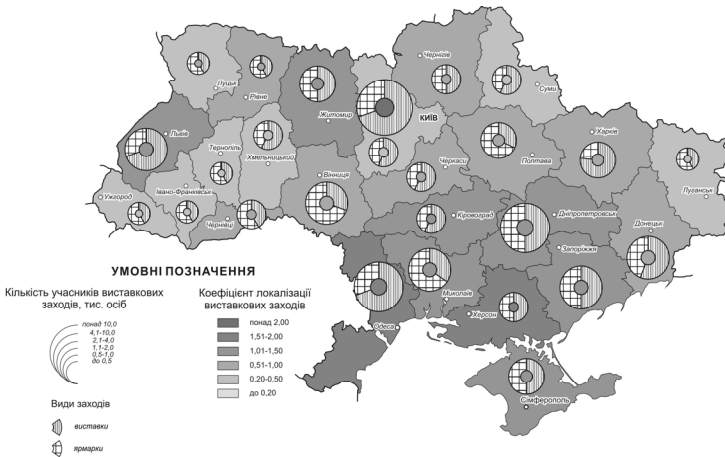 Чернігів
Луцьк
Рівне
Суми
Житомир
КИЇВ
Львів
Харків
Тернопіль
Хмельницький
Полтава
Черкаси
Вінниця
Луганськ
Ужгород
Івано-Франківськ
Чернівці
Кіровоград
Дніпропетровськ
Донецьк
Запоріжжя
Миколаїв
Херсон
Одеса
Сімферополь
УМОВНІ ПОЗНАЧЕННЯ
Кількість учасників виставкових
заходів, тис. осіб
понад 10,0
4,1-10,0
2,1-4,0
1,1-2,0
0,5-1,0
до 0,5
Види заходів
виставки
ярмарки
Коефіцієнт локалізації
виставкових заходів
понад 2,00
1,51-2,00
1,01-1,50
0,51-1,00
0.20-0.50
до 0,20